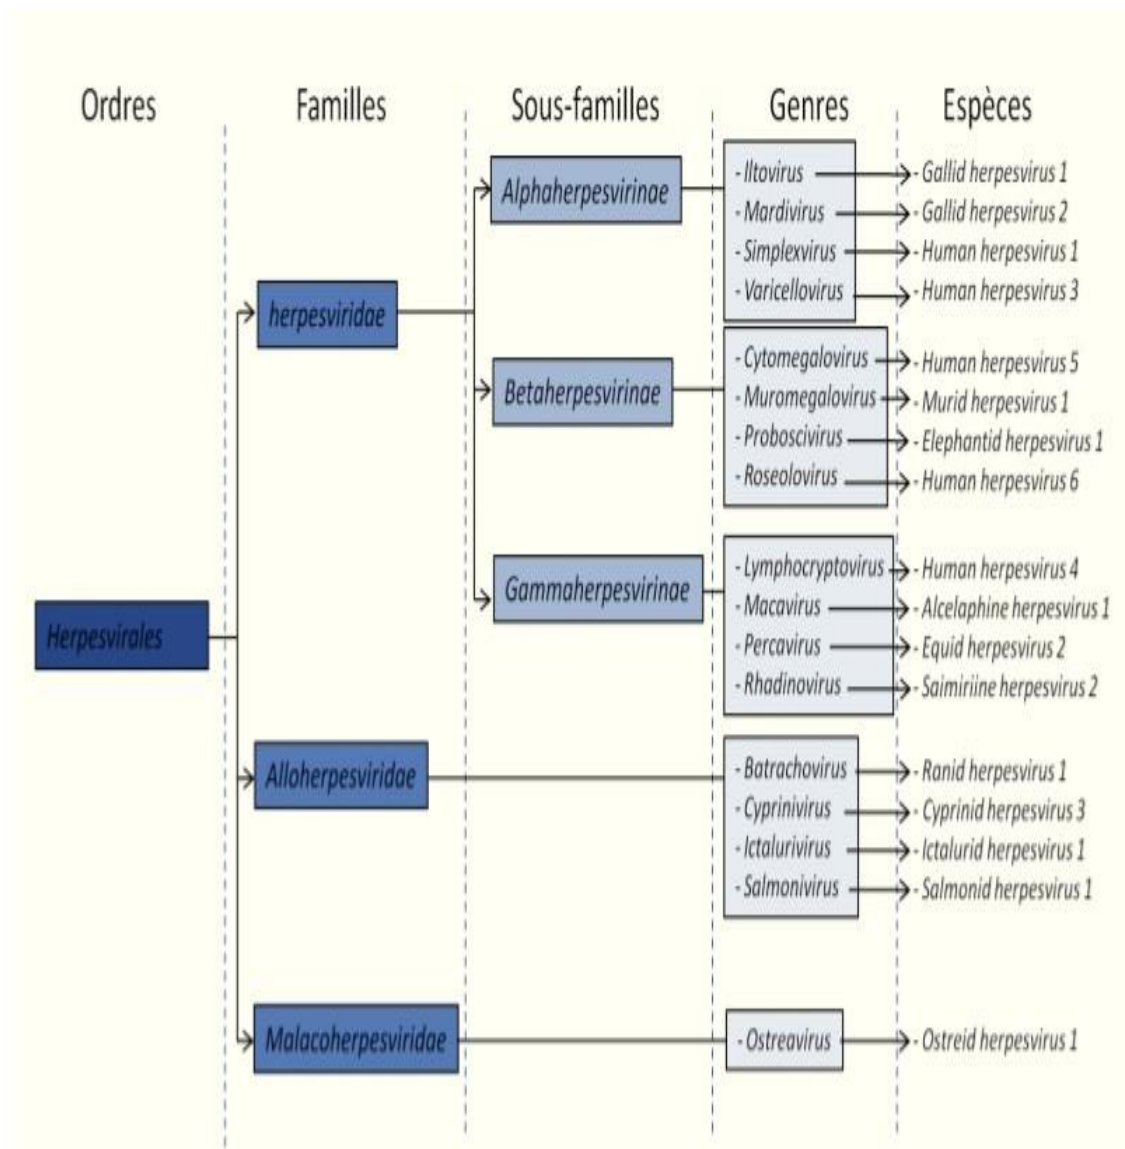 Ordres Familles Sous-familles Genres Espèces
Herpesvirales
herpesviridae
Alphaherpesvirinae
- Iltovirus - Gallid herpesvirus 1
- Mardivirus - Gallid herpesvirus 2
- Simplexvirus - Human herpesvirus 1
- Varicellovirus - Human herpesvirus 3
Betaherpesvirinae
- Cytomegalovirus - Human herpesvirus 5
- Muromegalovirus - Murid herpesvirus 1
- Proboscivirus - Elephantid herpesvirus 1
- Roseolovirus - Human herpesvirus 6
Gammaherpesvirinae
- Lymphocryptovirus - Human herpesvirus 4
- Macavirus - Alcelaphine herpesvirus 1
- Percavirus - Equid herpesvirus 2
- Rhadinovirus - Saimiriine herpesvirus 2
Alloherpesviridae
- Batrachovirus - Ranid herpesvirus 1
- Cyprinivirus - Cyprinid herpesvirus 3
- Ictalurivirus - Ictalurid herpesvirus 1
- Salmonivirus - Salmonid herpesvirus 1
Malacoherpesviridae
- Ostreavirus - Ostreid herpesvirus 1